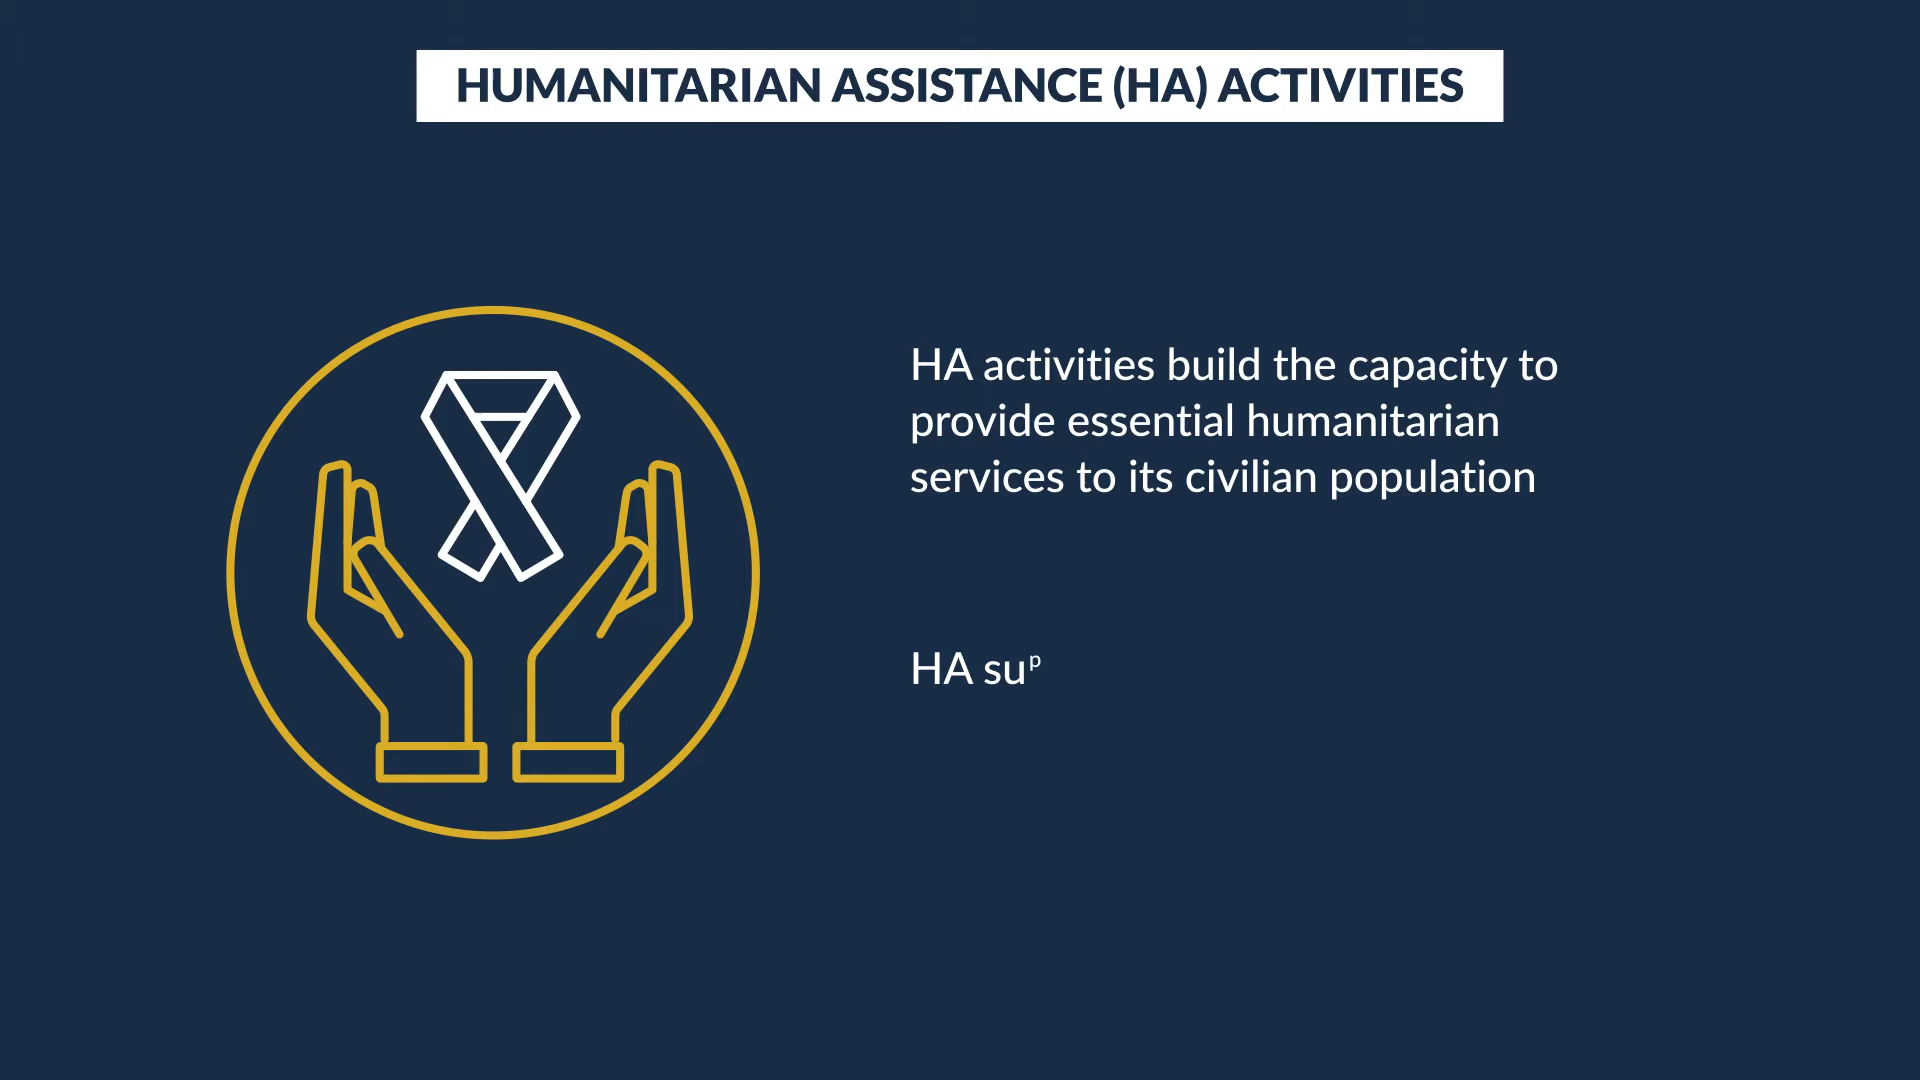 HUMANITARIAN ASSISTANCE (HA) ACTIVITIES
HA activities build the capacity to
provide essential humanitarian
services to its civilian population
HA sup